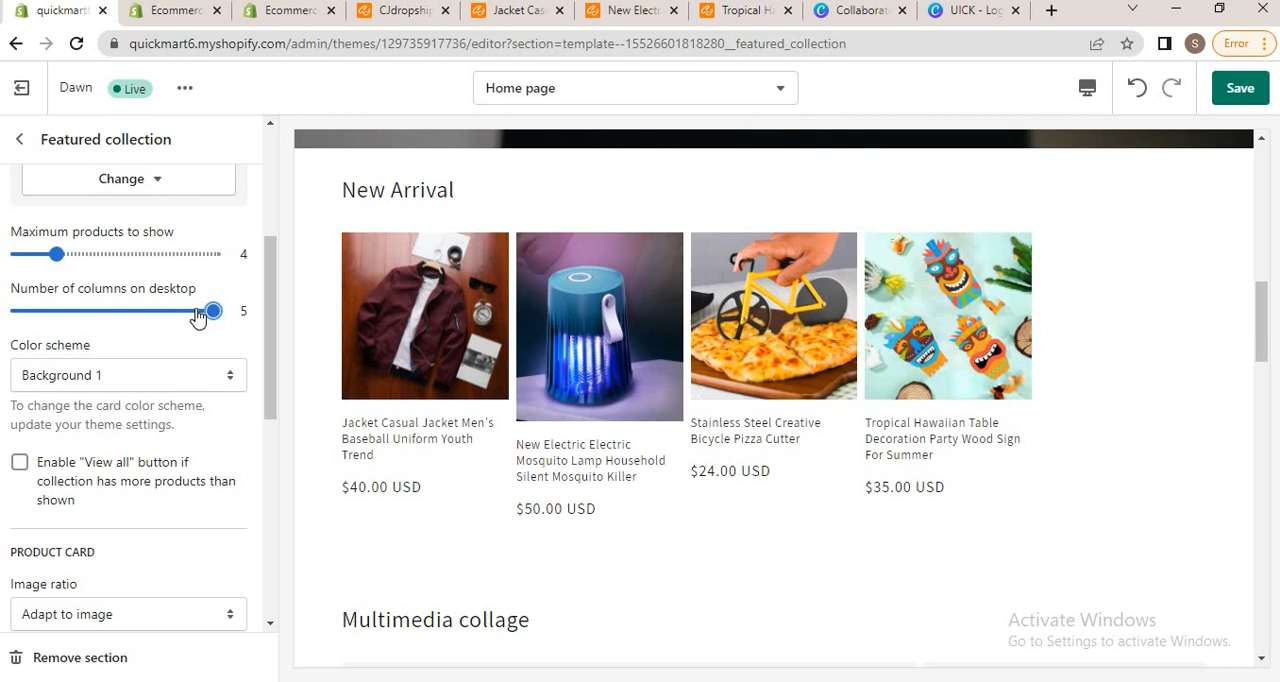 quickmart
Ecommerc
Ecommerc
CJdropship
Jacket Cas
New Electr
Tropical Ha
Collaborat
UICK - Log
quickmart6.myshopify.com/admin/themes/129735917736/editor?section=template--15526601818280__featured_collection
S
Error
Dawn
Live
Home page
Save
Featured collection
Change
Maximum products to show
4
Number of columns on desktop
5
Color scheme
Background 1
To change the card color scheme,
update your theme settings.
Enable "View all" button if
collection has more products than
shown
PRODUCT CARD
Image ratio
Adapt to image
Remove section
New Arrival
Jacket Casual Jacket Men's
Baseball Uniform Youth
Trend
$40.00 USD
New Electric Electric
Mosquito Lamp Household
Silent Mosquito Killer
$50.00 USD
Stainless Steel Creative
Bicycle Pizza Cutter
$24.00 USD
Tropical Hawaiian Table
Decoration Party Wood Sign
For Summer
$35.00 USD
Multimedia collage
Activate Windows
Go to Settings to activate Windows.